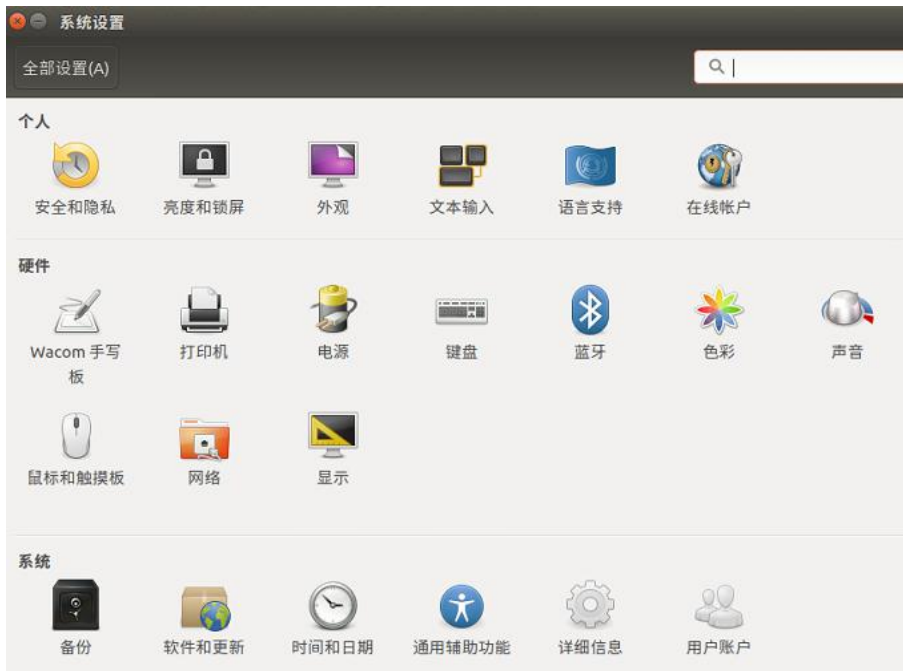 系统设置
全部设置(A)
个人
安全和隐私
亮度和锁屏
外观
文本输入
语言支持
在线帐户
硬件
Wacom 手写
板
打印机
电源
键盘
蓝牙
色彩
声音
鼠标和触摸板
网络
显示
系统
备份
软件和更新
时间和日期
通用辅助功能
详细信息
用户账户